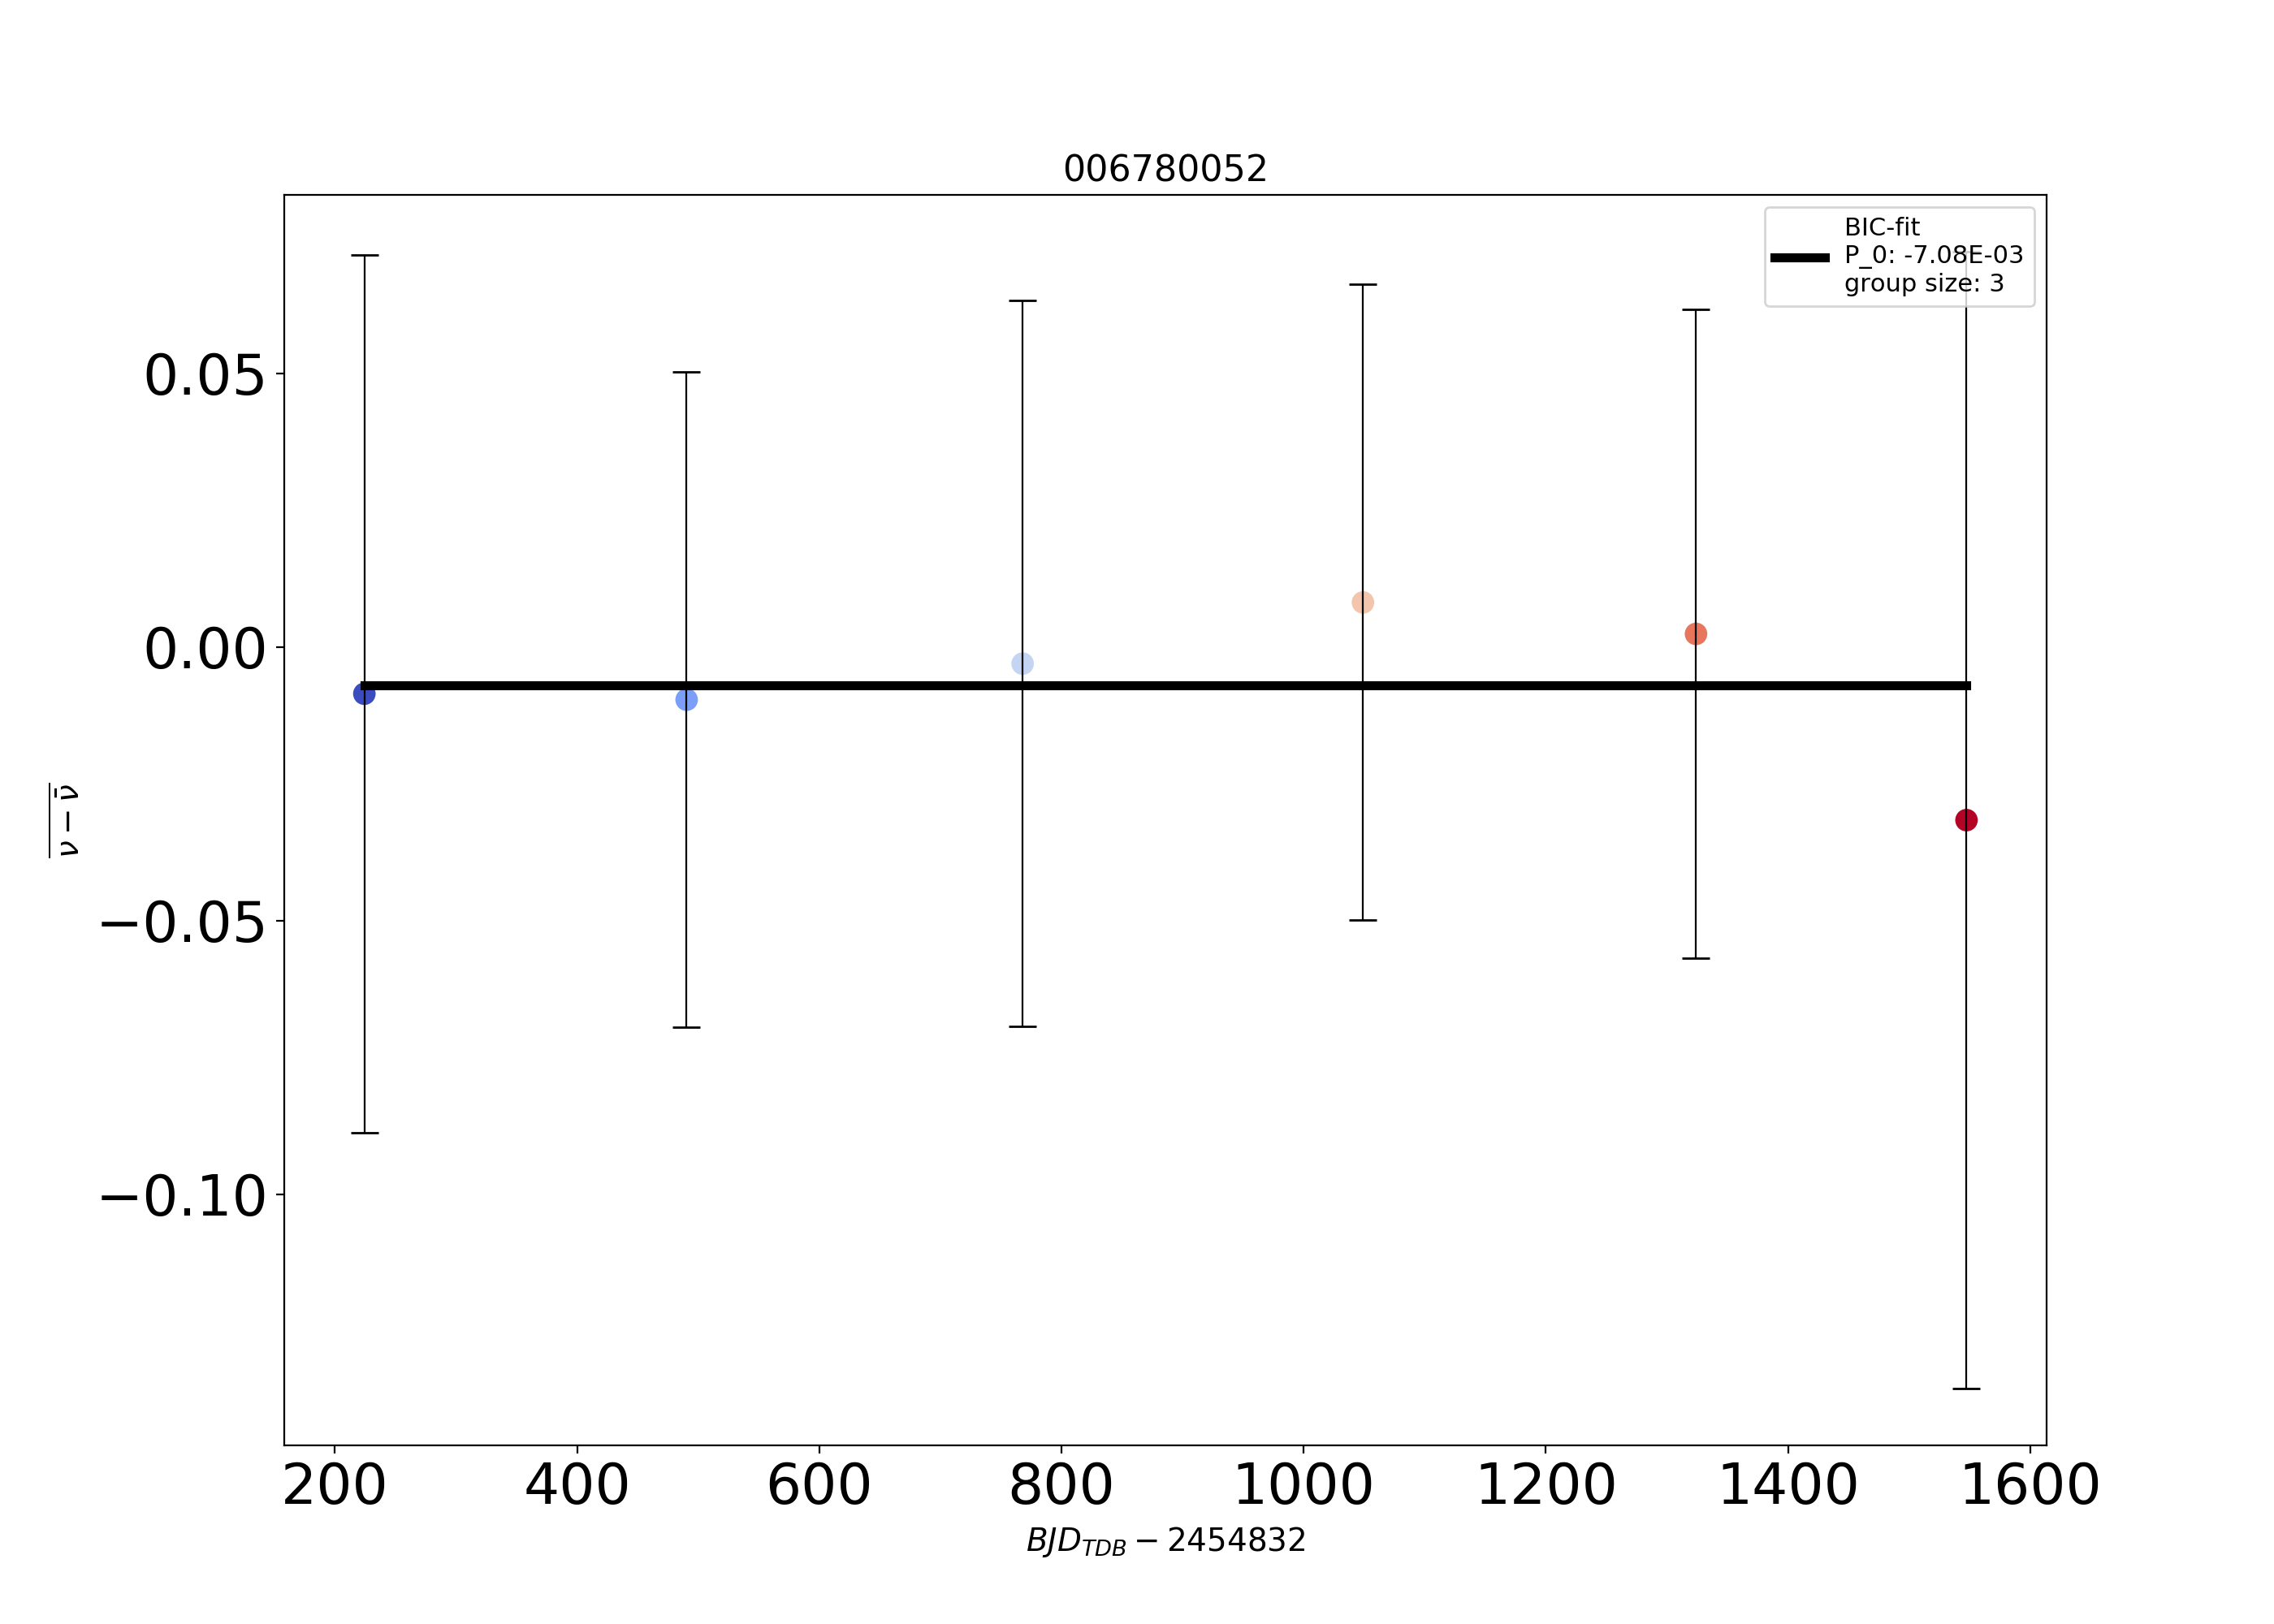 006780052
BIC-fit
P_0: -7.08E-03
group size: 3
0.05
0.00
−0.05
−0.10
ν − ν̄
200 400 600 800 1000 1200 1400 1600
BJD_TDB − 2454832